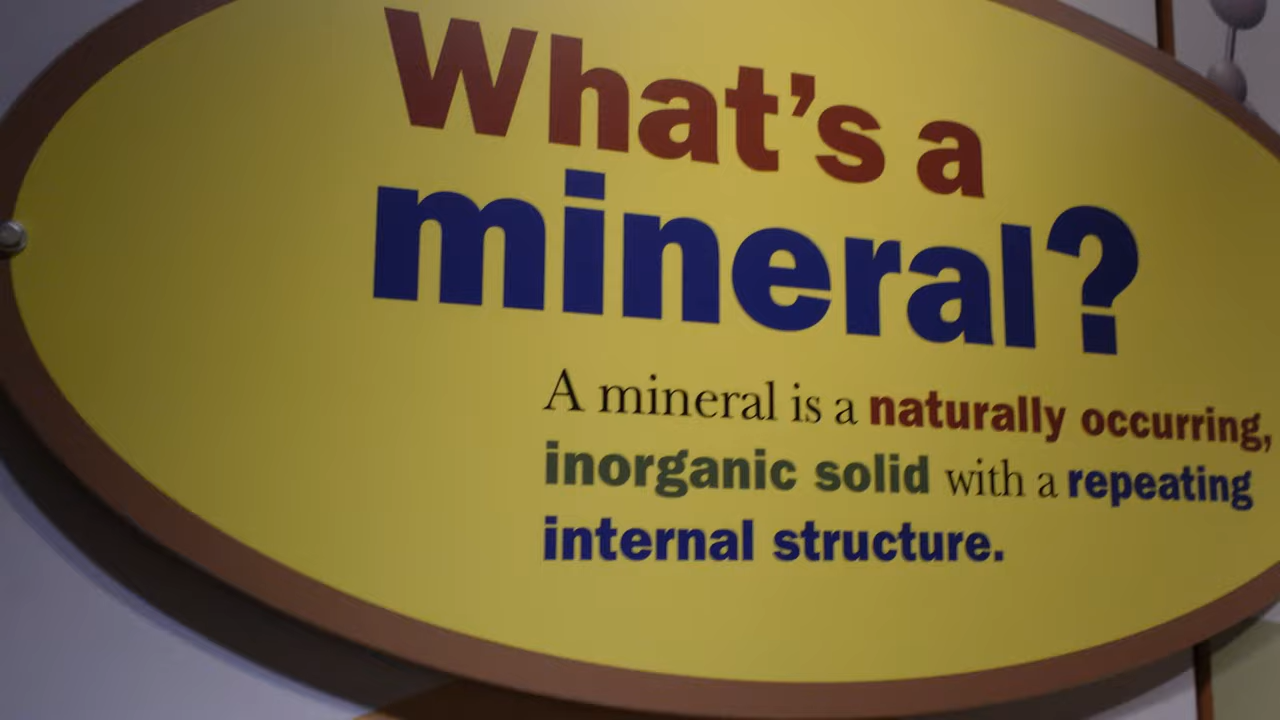 What's a
mineral?
A mineral is a naturally occurring,
inorganic solid with a repeating
internal structure.